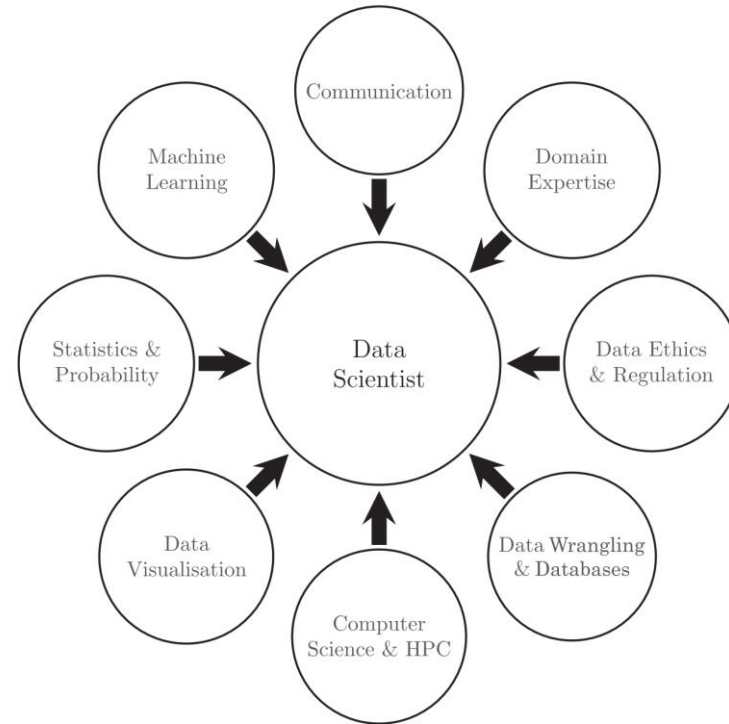 Communication
Machine
Learning
Domain
Expertise
Statistics &
Probability
Data
Scientist
Data Ethics
& Regulation
Data
Visualisation
Data Wrangling
& Databases
Computer
Science & HPC